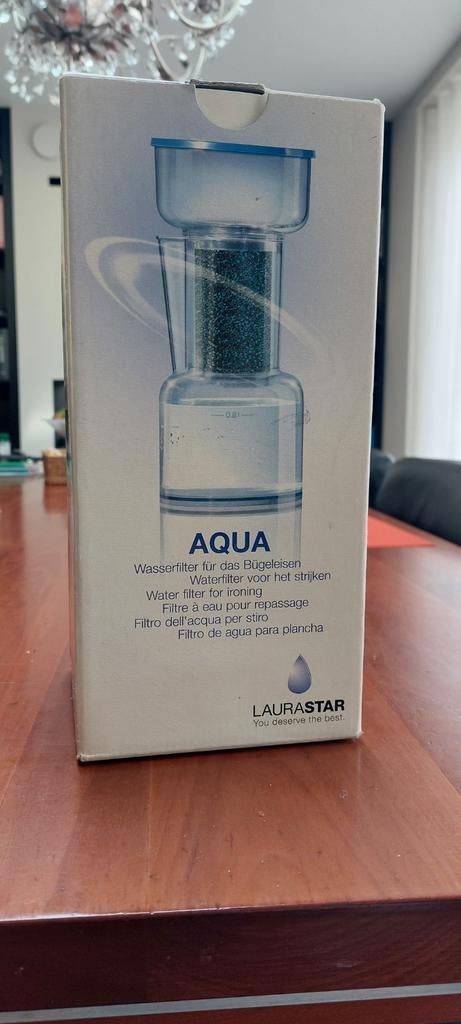 0.8l
AQUA
Wasserfilter für das Bügeleisen
Waterfilter voor het strijken
Water filter for ironing
Filtre à eau pour repassage
Filtro dell'acqua per stiro
Filtro de agua para plancha
LAURASTAR
You deserve the best.